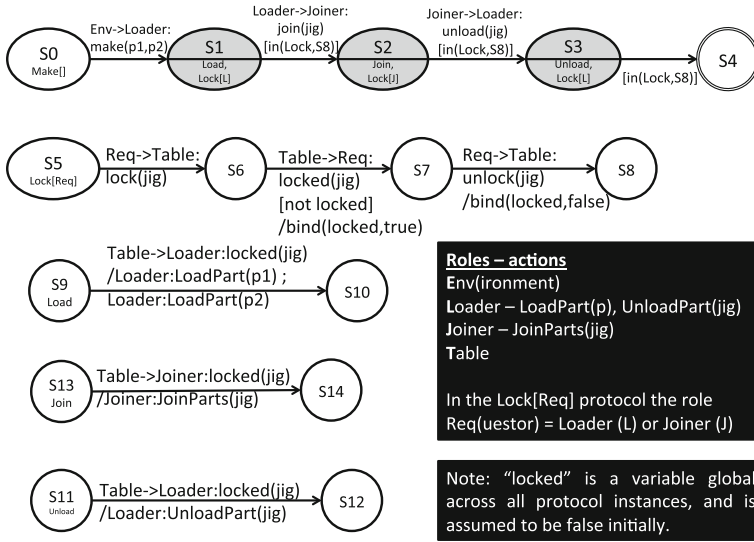 S0
Make[]
Env->Loader:
make(p1,p2)
S1
Load,
Lock[L]
Loader->Joiner:
join(jig)
[in(Lock,S8)]
S2
Join,
Lock[J]
Joiner->Loader:
unload(jig)
[in(Lock,S8)]
S3
Unload,
Lock[L]
[in(Lock,S8)]
S4
S5
Lock[Req]
Req->Table:
lock(jig)
S6
Table->Req:
locked(jig)
[not locked]
/bind(locked,true)
S7
Req->Table:
unlock(jig)
/bind(locked,false)
S8
S9
Load
Table->Loader:locked(jig)
/Loader:LoadPart(p1) ;
Loader:LoadPart(p2)
S10
S13
Join
Table->Joiner:locked(jig)
/Joiner:JoinParts(jig)
S14
S11
Unload
Table->Loader:locked(jig)
/Loader:UnloadPart(jig)
S12
Roles – actions
Env(ironment)
Loader – LoadPart(p), UnloadPart(jig)
Joiner – JoinParts(jig)
Table
In the Lock[Req] protocol the role
Req(uestor) = Loader (L) or Joiner (J)
Note: “locked” is a variable global
across all protocol instances, and is
assumed to be false initially.